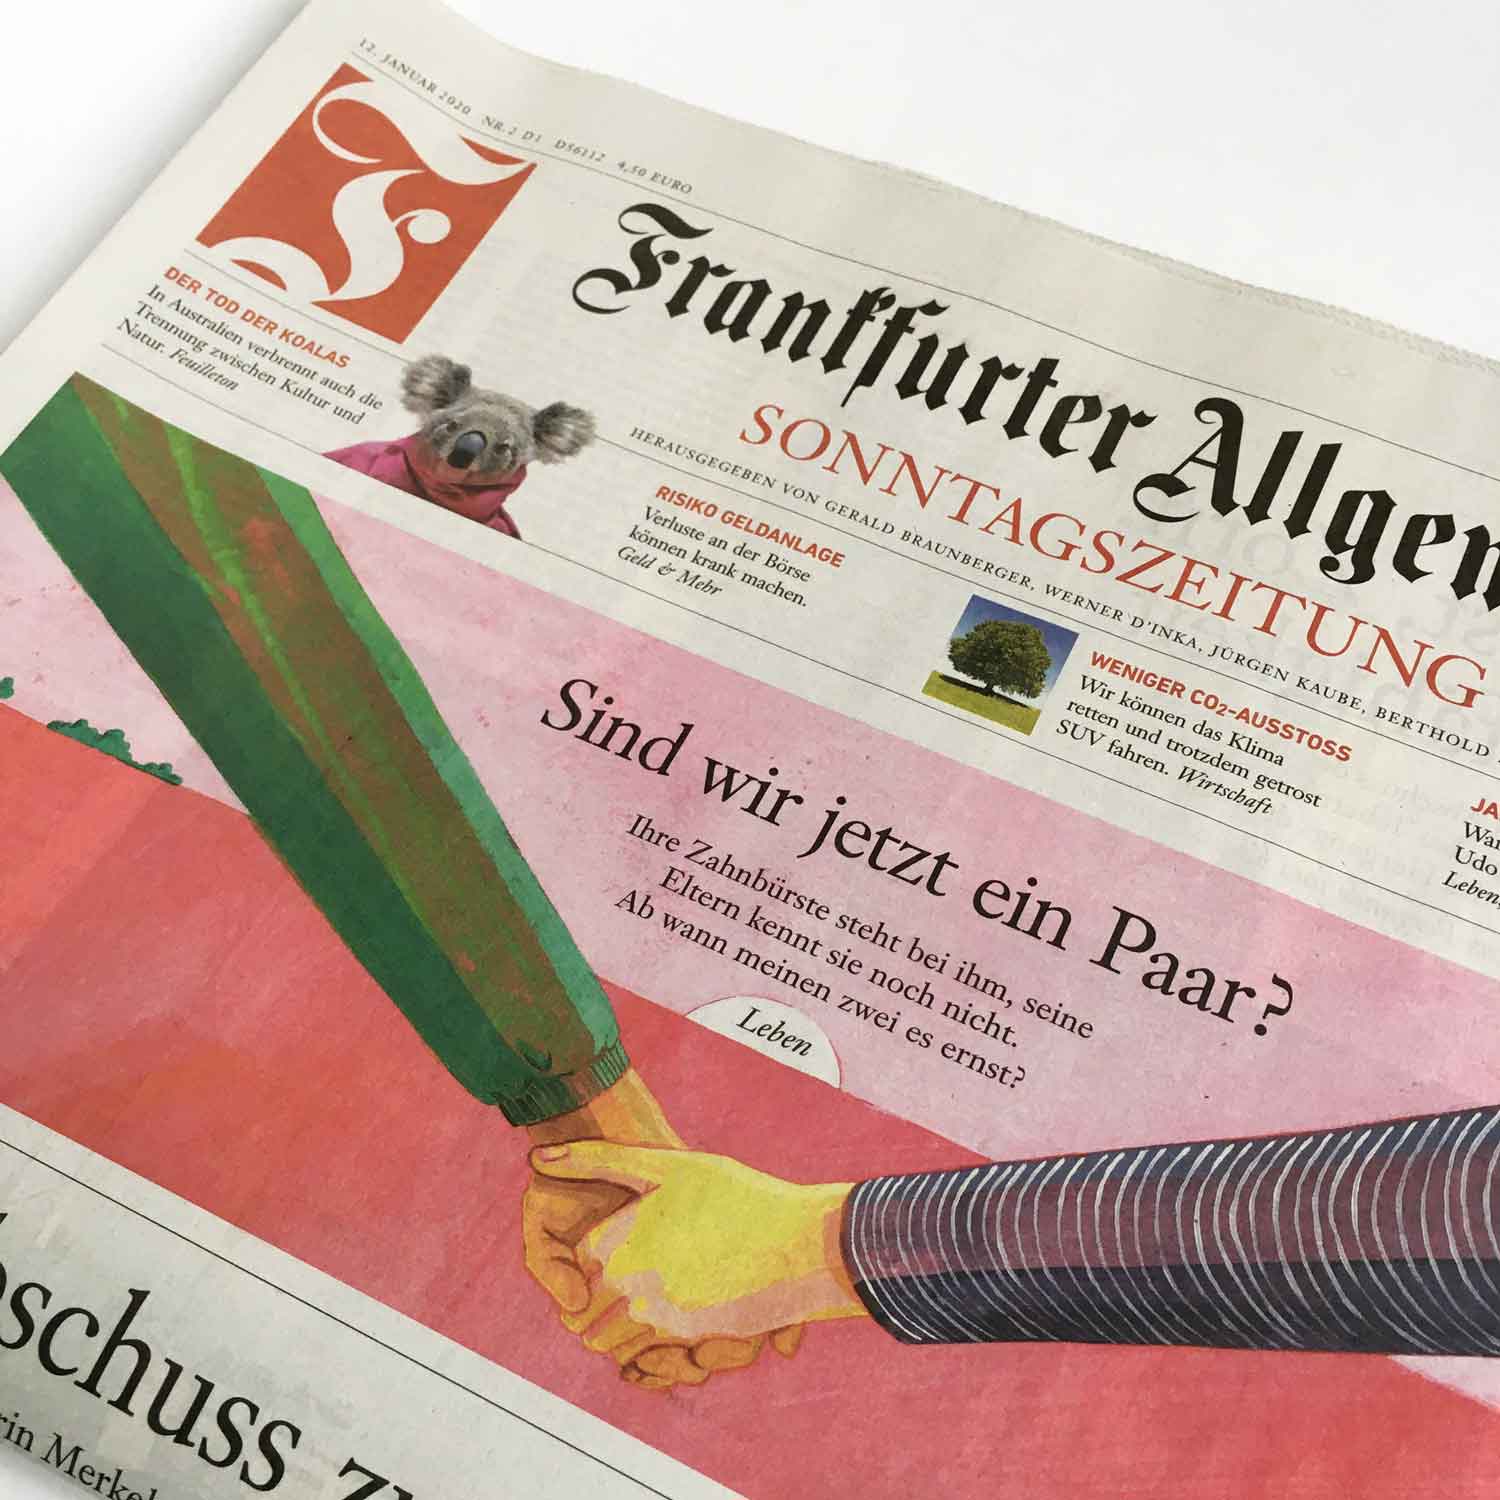 12. JANUAR 2020 NR. 2 D1 D56112 4,50 EURO
F
Frankfurter Allgem
SONNTAGSZEITUNG
HERAUSGEGEBEN VON GERALD BRAUNBERGER, WERNER D'INKA, JÜRGEN KAUBE, BERTHOLD
DER TOD DER KOALAS
In Australien verbrennt auch die
Trennung zwischen Kultur und
Natur. Feuilleton
RISIKO GELDANLAGE
Verluste an der Börse
können krank machen.
Geld & Mehr
WENIGER CO₂-AUSSTOSS
Wir können das Klima
retten und trotzdem getrost
SUV fahren. Wirtschaft
JA
Udo
Leben,
Sind wir jetzt ein Paar?
Ihre Zahnbürste steht bei ihm, seine
Eltern kennt sie noch nicht.
Ab wann meinen zwei es ernst?
Leben
schuss
rin Merkel